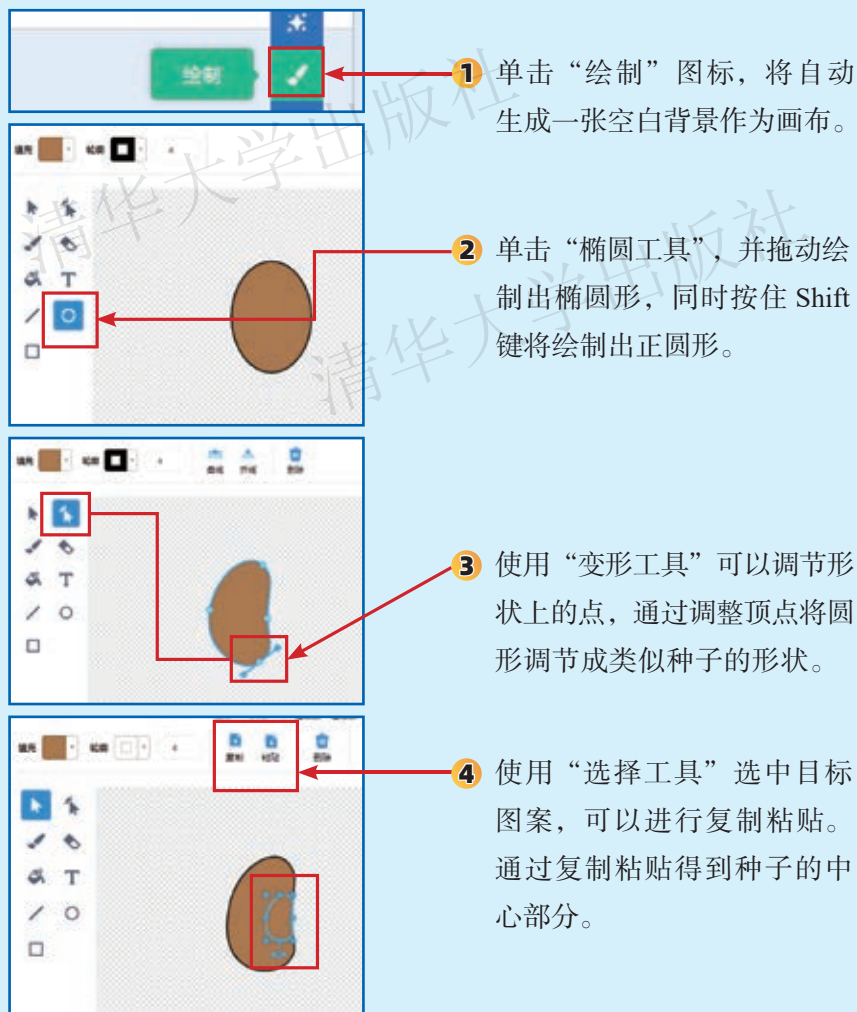 绘制
1 单击“绘制”图标，将自动
生成一张空白背景作为画布。
填充 轮廓 4
2 单击“椭圆工具”，并拖动绘
制出椭圆形，同时按住 Shift
键将绘制出正圆形。
填充 轮廓 4 曲线 折线 删除
3 使用“变形工具”可以调节形
状上的点，通过调整顶点将圆
形调节成类似种子的形状。
填充 轮廓 4 复制 粘贴 删除
4 使用“选择工具”选中目标
图案，可以进行复制粘贴。
通过复制粘贴得到种子的中
心部分。
清华大学出版社
清华大学出版社